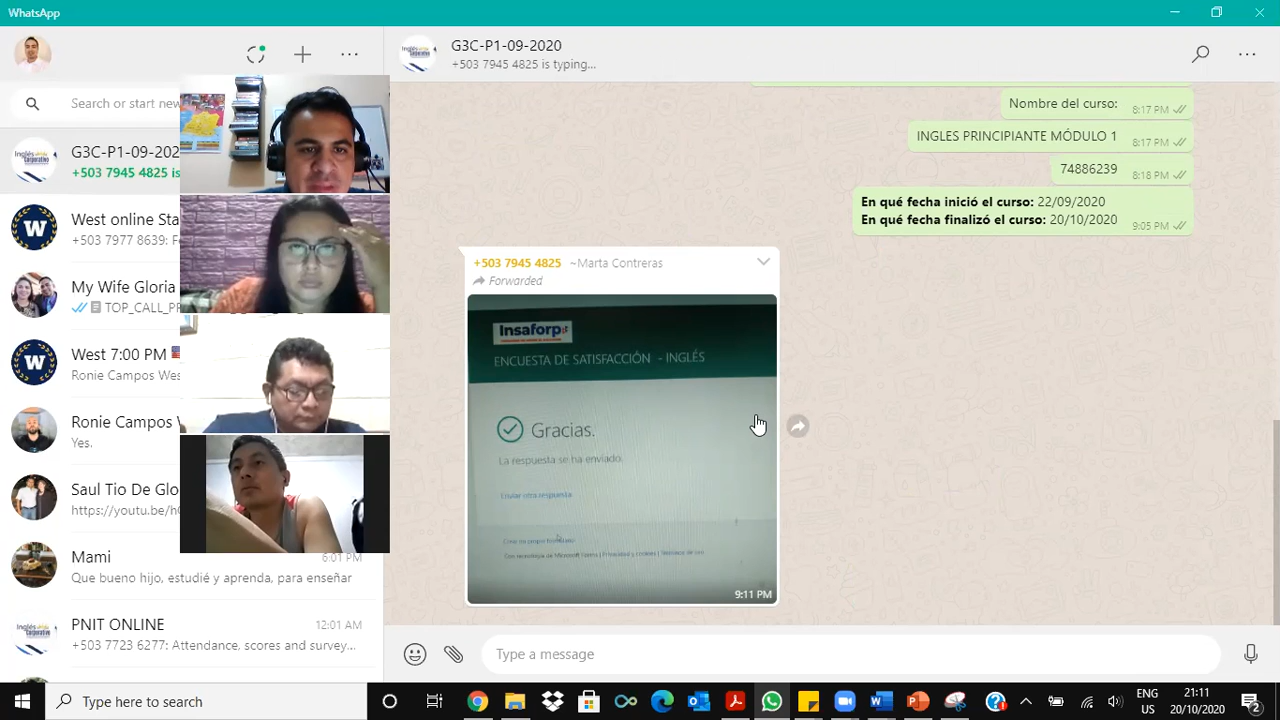 WhatsApp
G3C-P1-09-2020
+503 7945 4825 is typing...
Search or start new
G3C-P1-09-202
+503 7945 4825 is
West online Sta
+503 7977 8639: F
My Wife Gloria
TOP_CALL_PR
West 7:00 PM
Ronie Campos Wes
Ronie Campos W
Yes.
Saul Tio De Glo
https://youtu.be/h
Mami
6:01 PM
Que bueno hijo, estudié y aprenda, para enseñar
PNIT ONLINE
12:01 AM
+503 7723 6277: Attendance, scores and survey...
Nombre del curso:
8:17 PM
INGLES PRINCIPIANTE MÓDULO 1
8:17 PM
74886239
8:18 PM
En qué fecha inició el curso: 22/09/2020
En qué fecha finalizó el curso: 20/10/2020
9:05 PM
+503 7945 4825 ~Marta Contreras
Forwarded
Insaforp
ENCUESTA DE SATISFACCIÓN - INGLÉS
Gracias.
La respuesta se ha enviado.
Enviar otra respuesta
9:11 PM
Type a message
Type here to search
ENG
US
21:11
20/10/2020
2